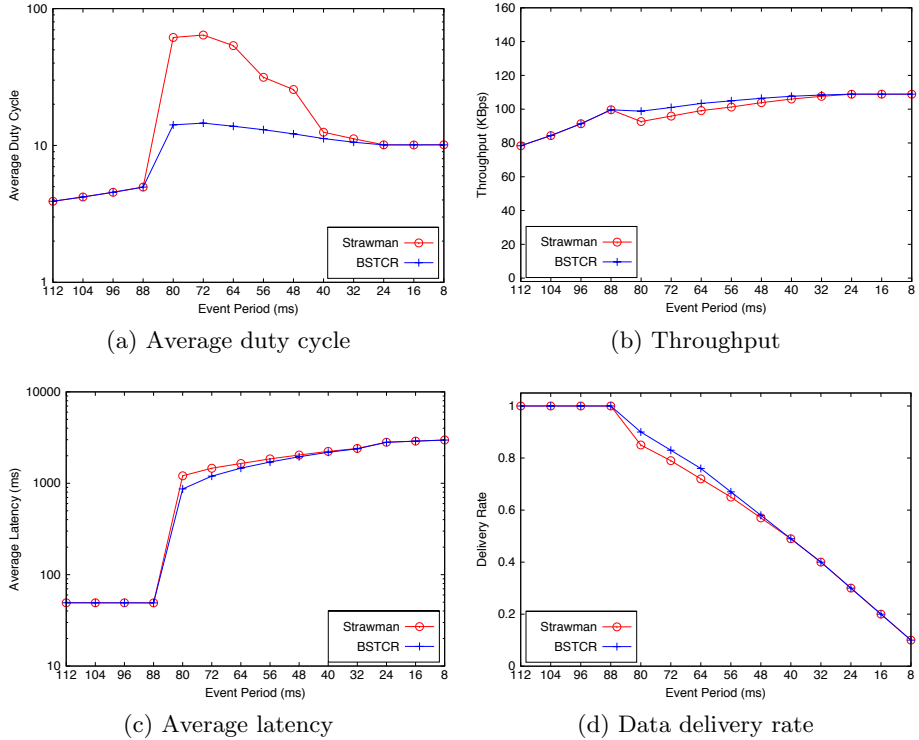 100
10
1
Average Duty Cycle
Strawman
BSTCR
112 104 96 88 80 72 64 56 48 40 32 24 16 8
Event Period (ms)
(a) Average duty cycle
160
140
120
100
80
60
40
20
0
Throughput (KBps)
Strawman
BSTCR
112 104 96 88 80 72 64 56 48 40 32 24 16 8
Event Period (ms)
(b) Throughput
10000
1000
100
10
Average Latency (ms)
Strawman
BSTCR
112 104 96 88 80 72 64 56 48 40 32 24 16 8
Event Period (ms)
(c) Average latency
1
0.8
0.6
0.4
0.2
0
Delivery Rate
Strawman
BSTCR
112 104 96 88 80 72 64 56 48 40 32 24 16 8
Event Period (ms)
(d) Data delivery rate